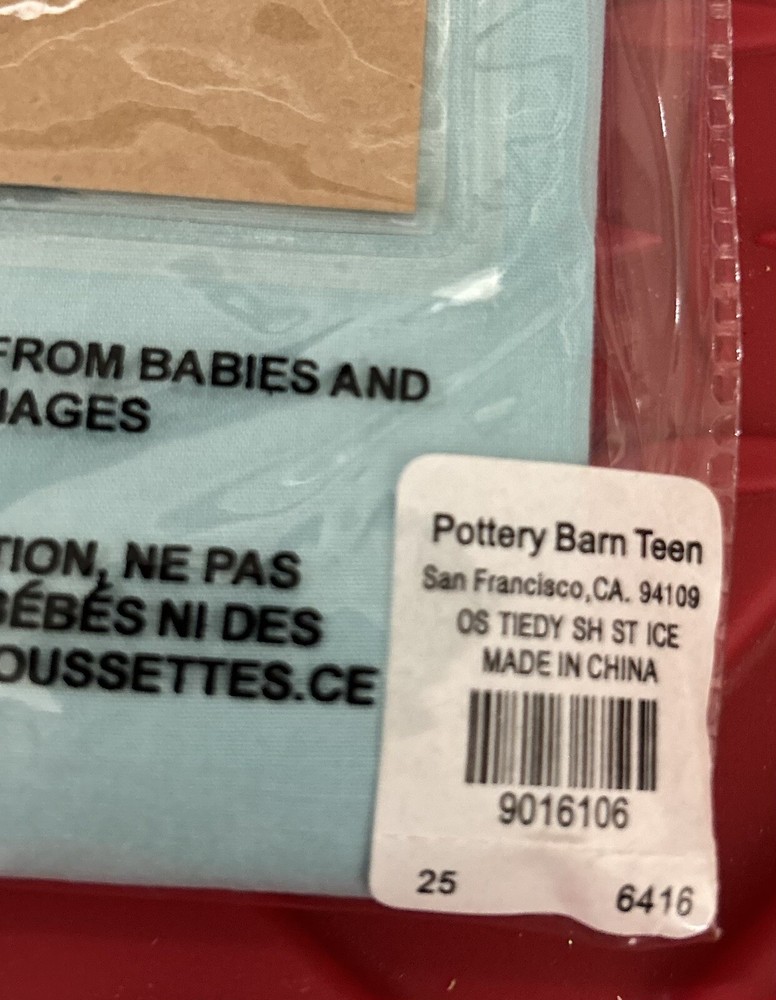 FROM BABIES AND
IAGES
TION, NE PAS
BÉBÉS NI DES
OUSSETTES.CE
Pottery Barn Teen
San Francisco,CA. 94109
OS TIEDY SH ST ICE
MADE IN CHINA
9016106
25 6416